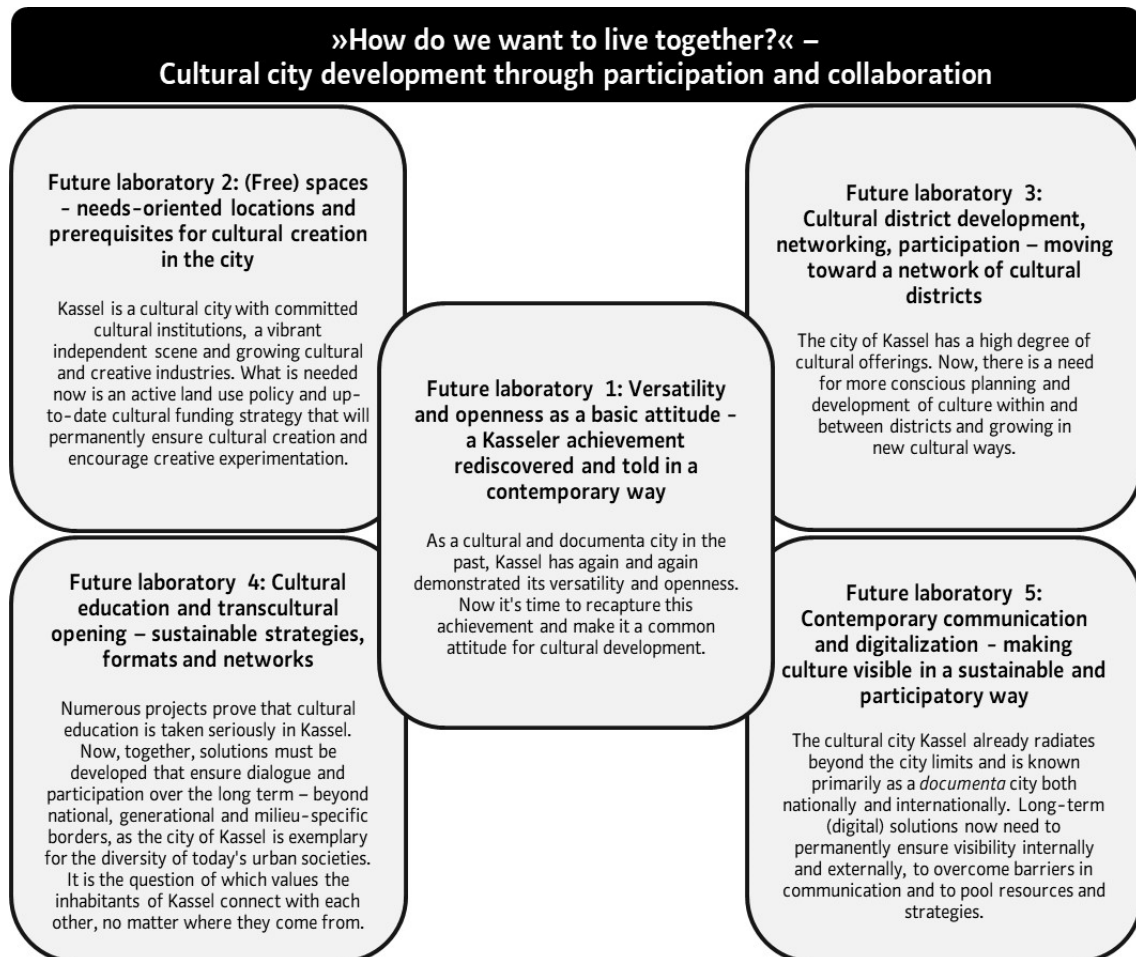 »How do we want to live together?« –
Cultural city development through participation and collaboration
Future laboratory 2: (Free) spaces
- needs-oriented locations and
prerequisites for cultural creation
in the city
Kassel is a cultural city with committed
cultural institutions, a vibrant
independent scene and growing cultural
and creative industries. What is needed
now is an active land use policy and up-
to-date cultural funding strategy that will
permanently ensure cultural creation and
encourage creative experimentation.
Future laboratory 3:
Cultural district development,
networking, participation – moving
toward a network of cultural
districts
The city of Kassel has a high degree of
cultural offerings. Now, there is a need
for more conscious planning and
development of culture within and
between districts and growing in
new cultural ways.
Future laboratory 1: Versatility
and openness as a basic attitude -
a Kasseler achievement
rediscovered and told in a
contemporary way
As a cultural and documenta city in the
past, Kassel has again and again
demonstrated its versatility and openness.
Now it's time to recapture this
achievement and make it a common
attitude for cultural development.
Future laboratory 4: Cultural
education and transcultural
opening – sustainable strategies,
formats and networks
Numerous projects prove that cultural
education is taken seriously in Kassel.
Now, together, solutions must be
developed that ensure dialogue and
participation over the long term – beyond
national, generational and milieu-specific
borders, as the city of Kassel is exemplary
for the diversity of today's urban societies.
It is the question of which values the
inhabitants of Kassel connect with each
other, no matter where they come from.
Future laboratory 5:
Contemporary communication
and digitalization - making
culture visible in a sustainable and
participatory way
The cultural city Kassel already radiates
beyond the city limits and is known
primarily as a documenta city both
nationally and internationally. Long-term
(digital) solutions now need to
permanently ensure visibility internally
and externally, to overcome barriers in
communication and to pool resources and
strategies.